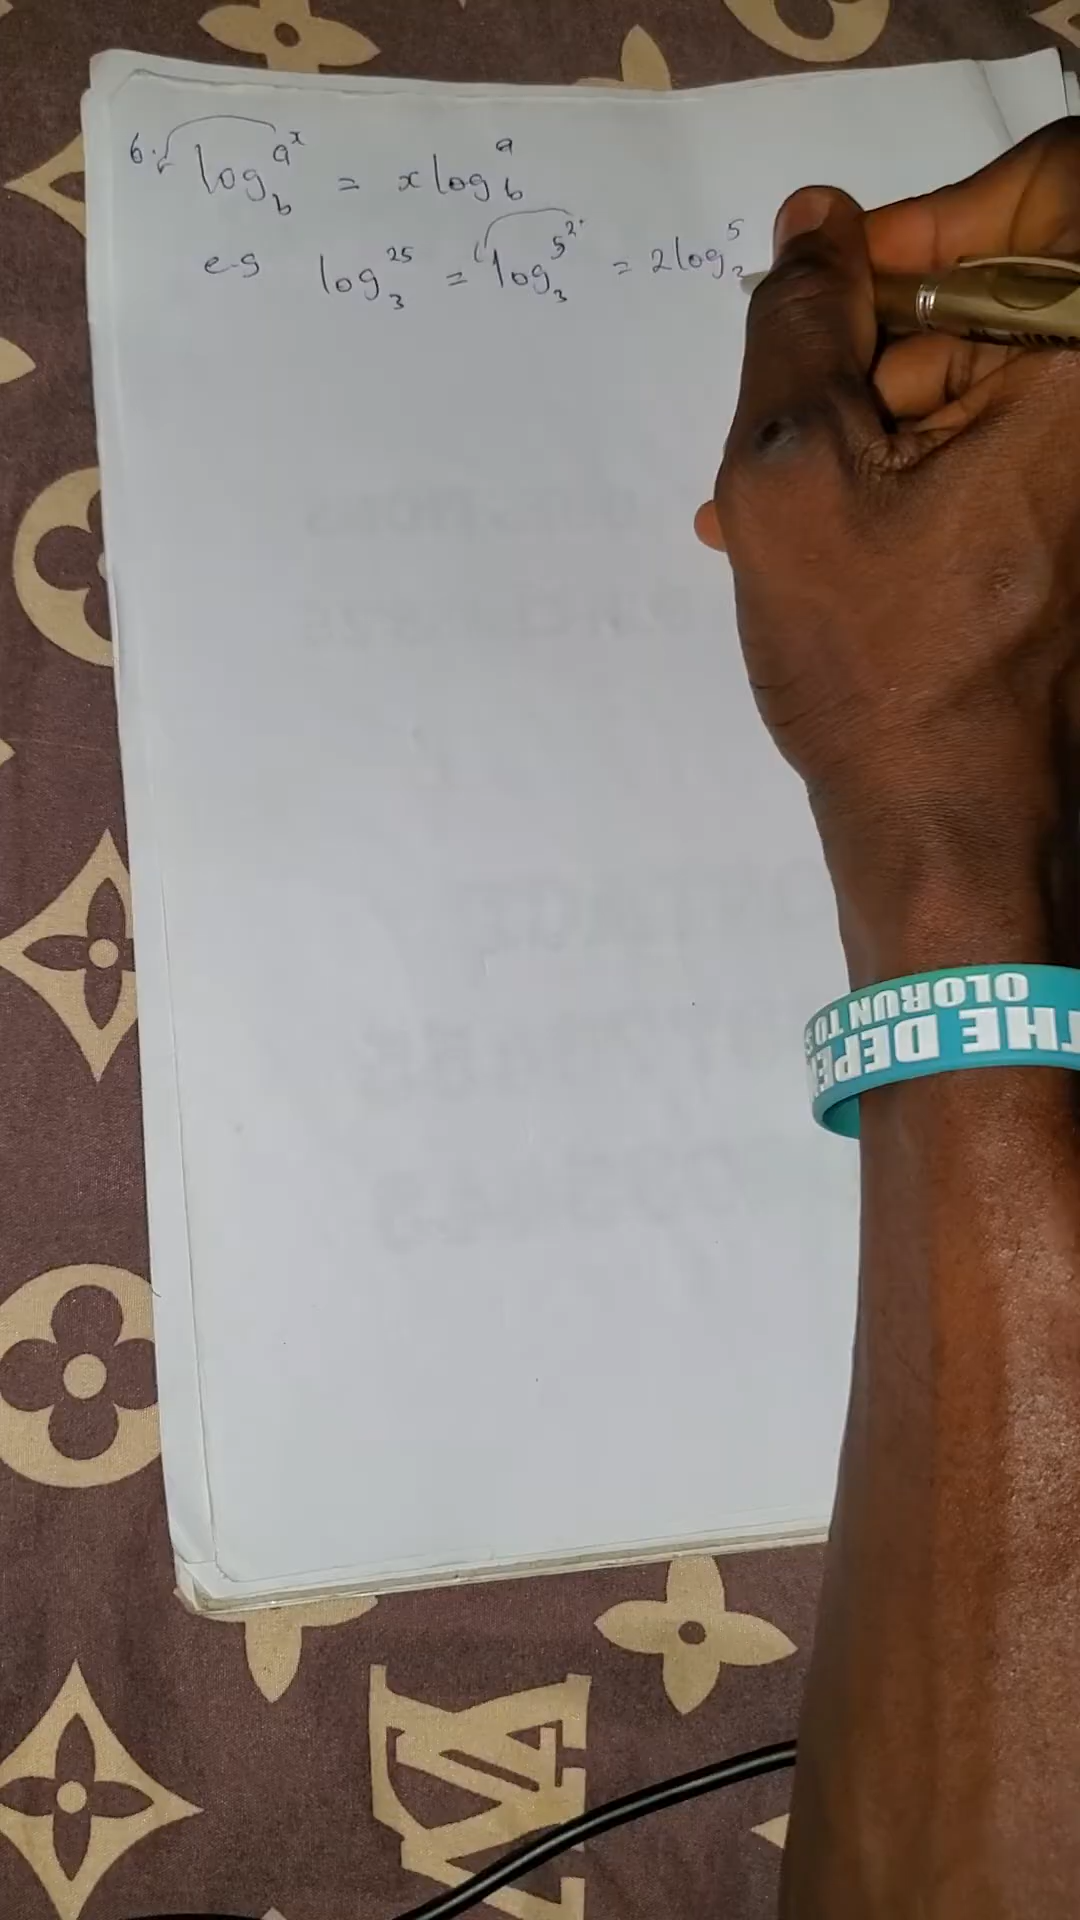 6. log_b a^x = x log_b a
e.g log_3 25 = log_3 5^2 = 2 log_3 5
OLORUN TO
THE DEPE